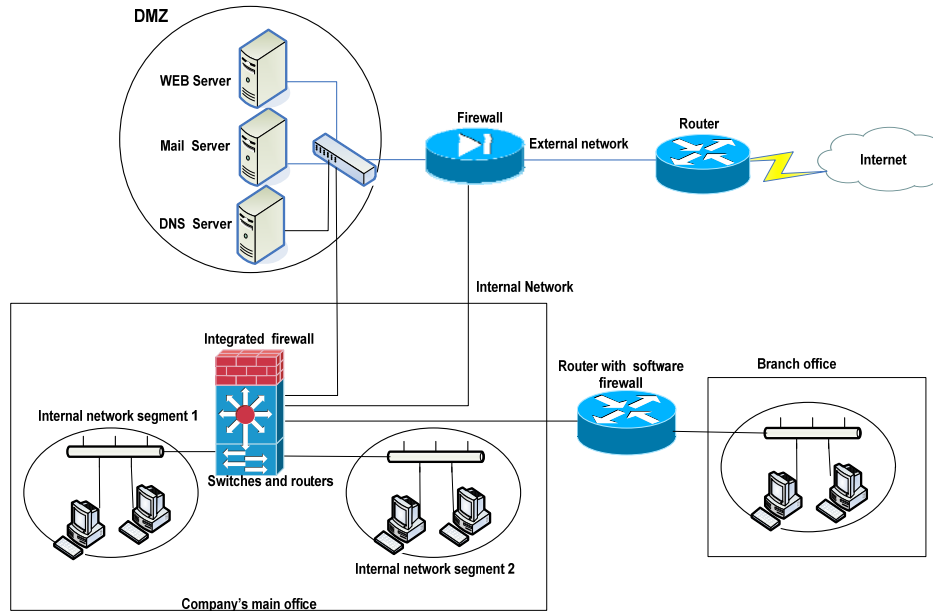 DMZ
WEB Server
Mail  Server
DNS  Server
Firewall
External network
Router
Internet
Internal Network
Integrated  firewall
Router with  software
firewall
Branch office
Internal network segment 1
Switches and routers
Internal network segment 2
Company's main office